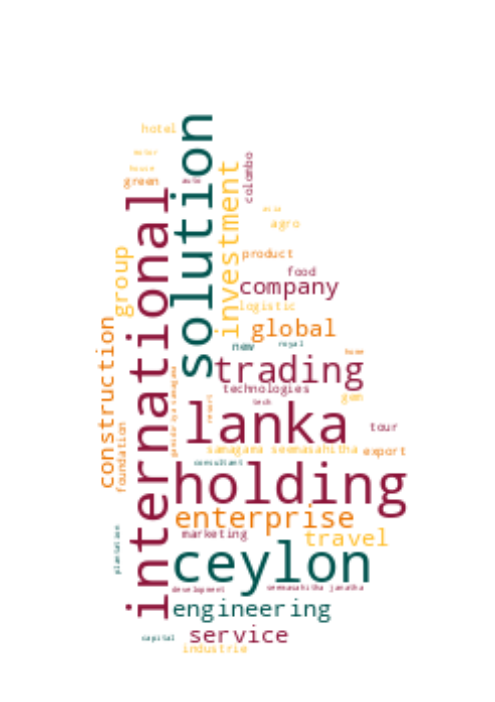 hotel
solution
motor
house
green
auto
colombo
investment
international
asia
agro
group
product
food
company
logistic
global
construction
new
royal
home
trading
technologies
gem
tech
resort
lanka
foundation
tour
samagama seemasahitha
export
consultant
holding
enterprise
marketing
travel
plantation
ceylon
development
seemasahitha janatha
engineering
service
capital
industrie